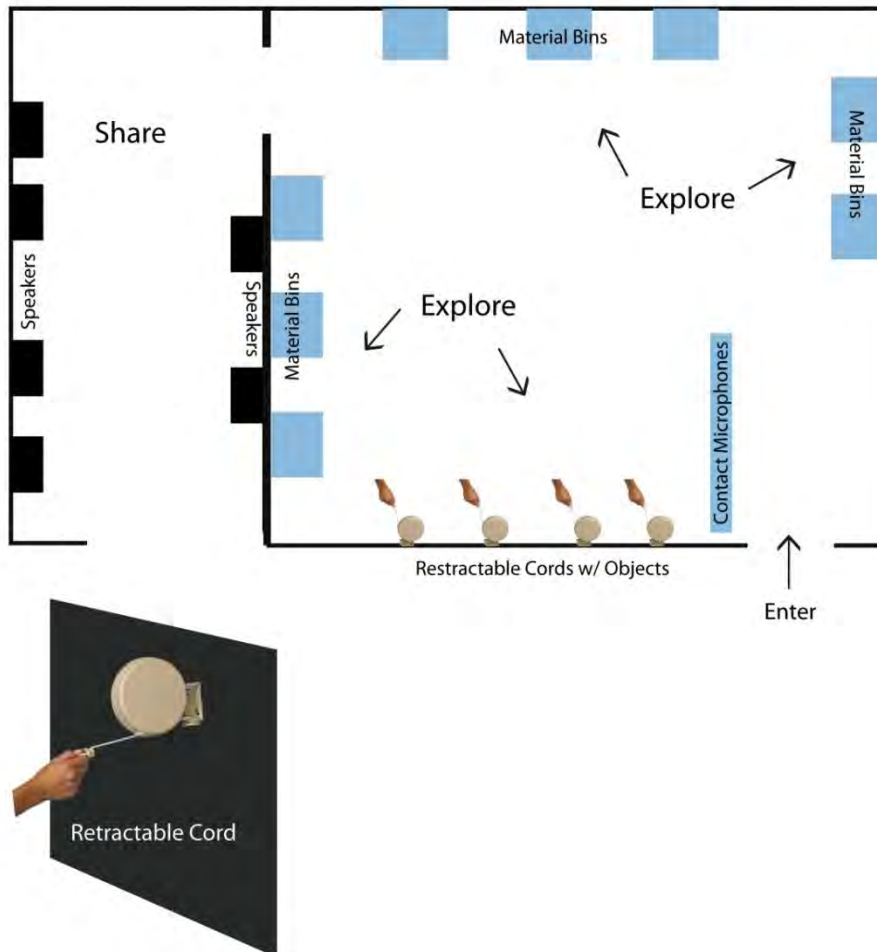 Material Bins
Share
Material Bins
Explore
Speakers
Speakers
Material Bins
Explore
Contact Microphones
Restractable Cords w/ Objects
Enter
Retractable Cord